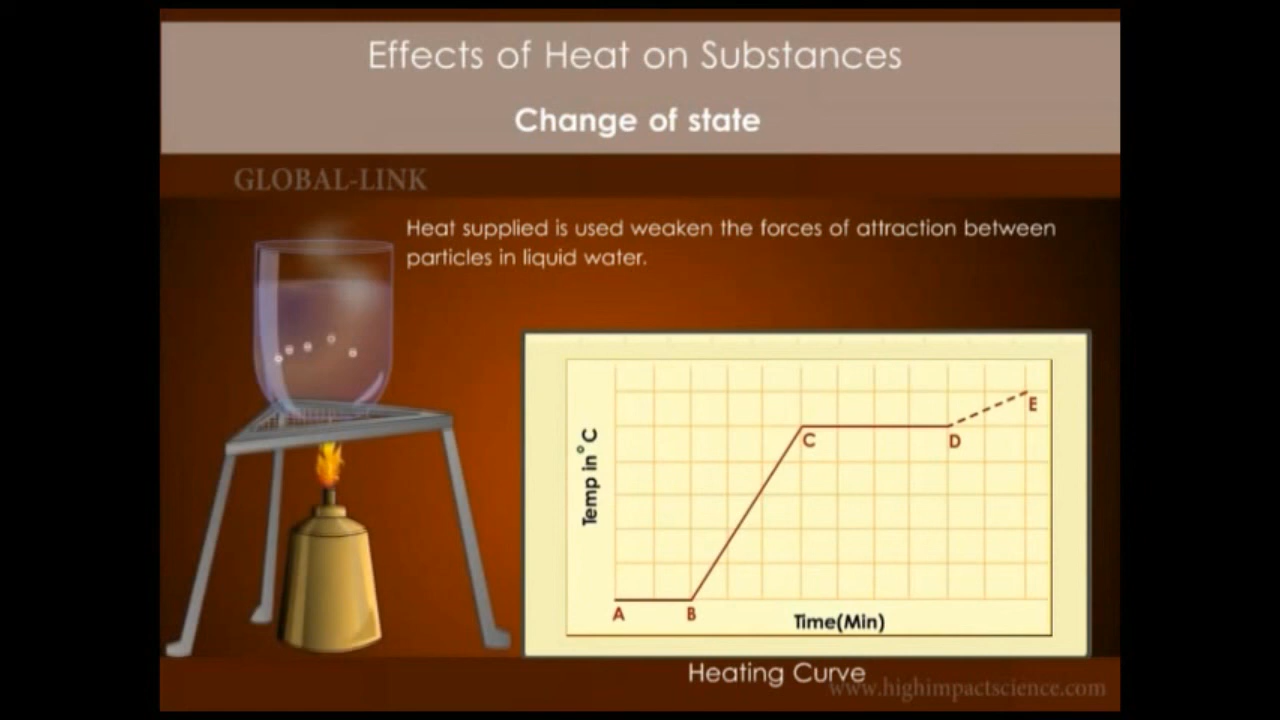 Effects of Heat on Substances
Change of state
GLOBAL-LINK
Heat supplied is used weaken the forces of attraction between
particles in liquid water.
Temp in°C
A
B
C
D
E
Time(Min)
Heating Curve
www.highimpactscience.com